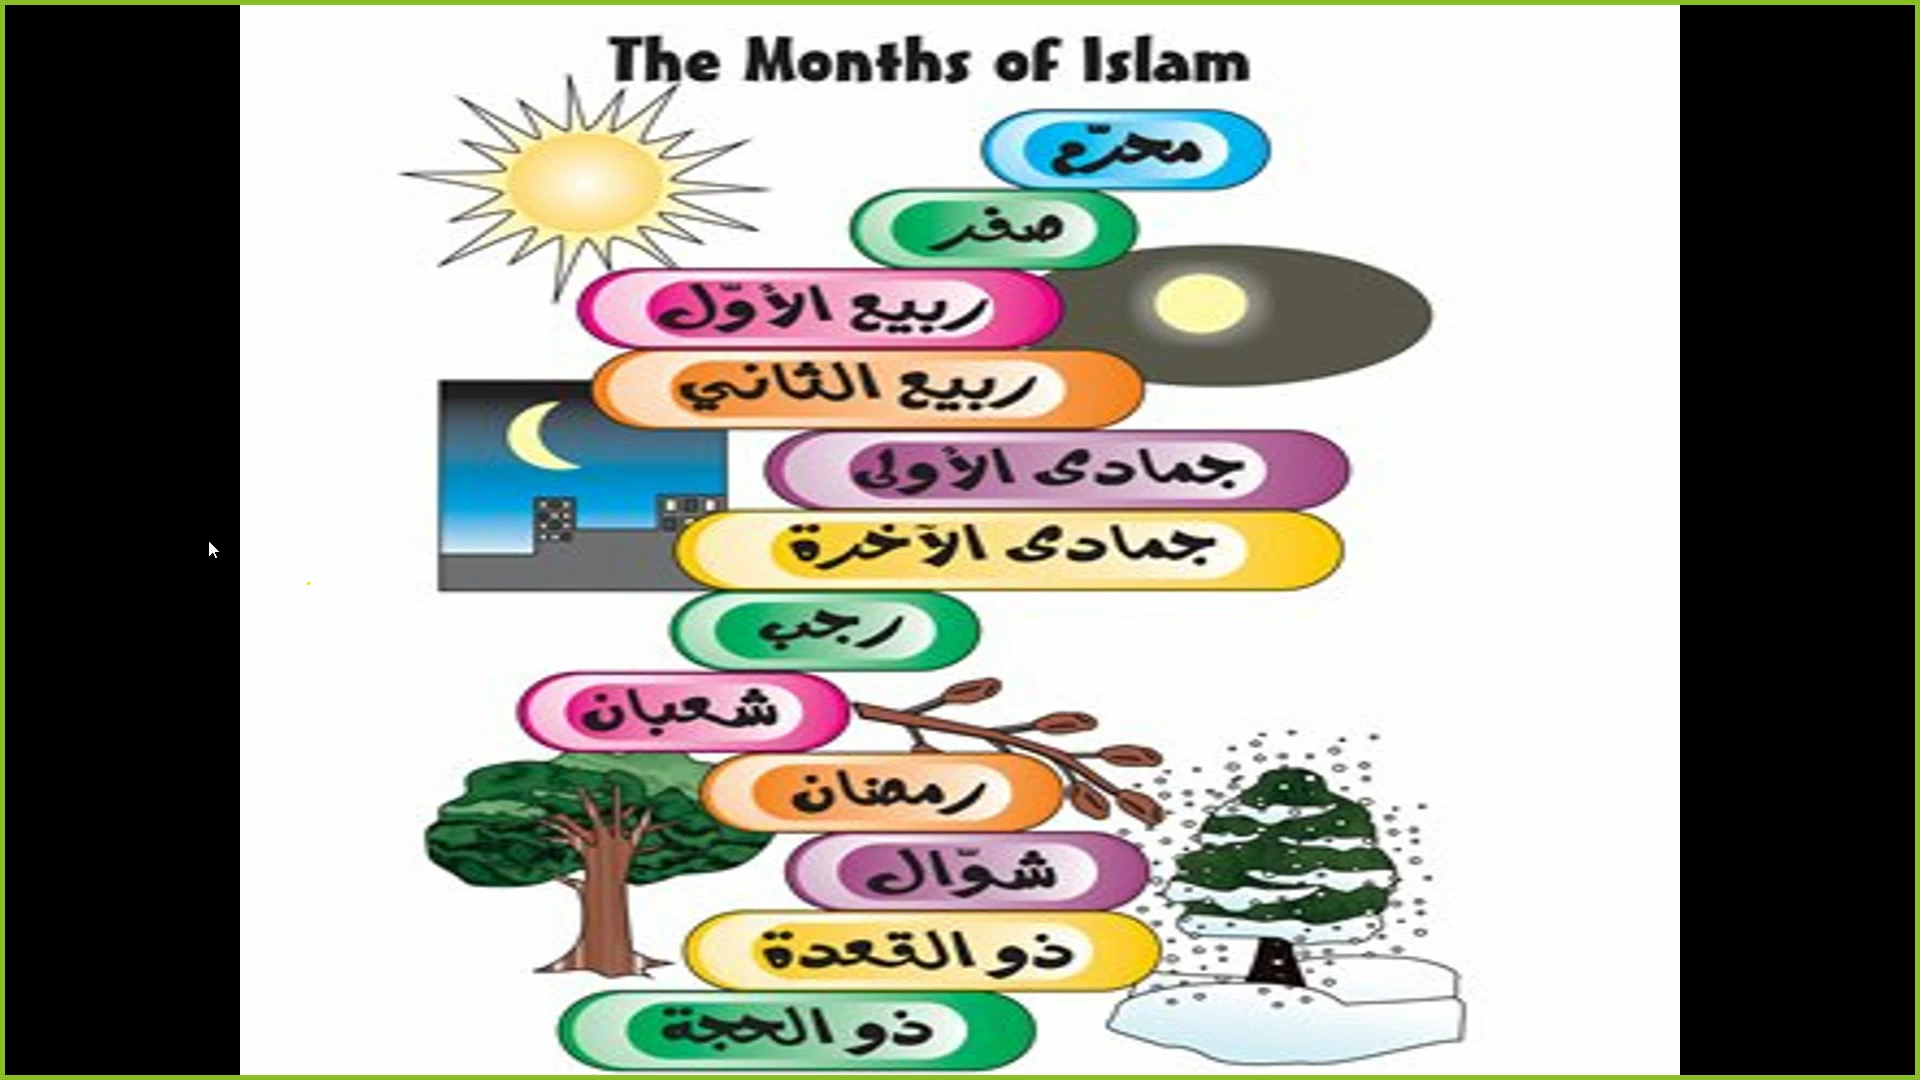 The Months of Islam
محرّم
صفر
ربيع الأوّل
ربيع الثاني
جمادى الأولى
جمادى الآخرة
رجب
شعبان
رمضان
شوّال
ذو القعدة
ذو الحجة